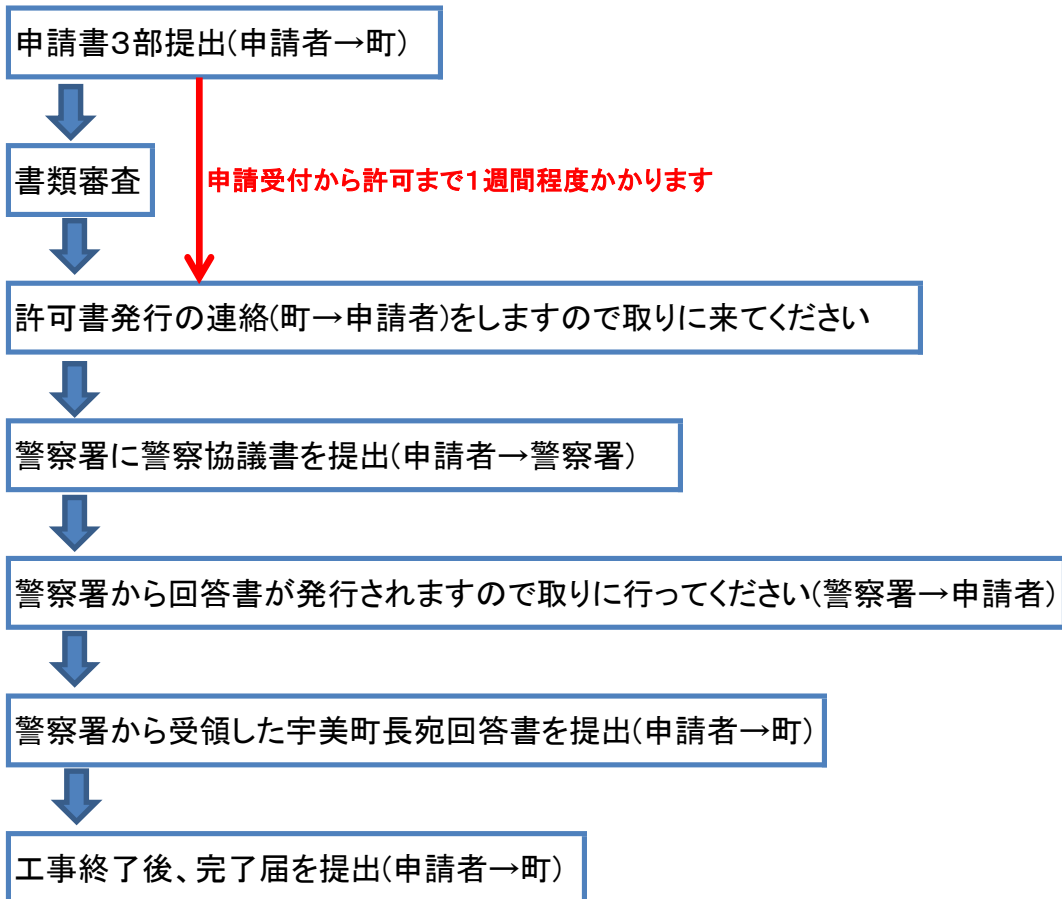 申請書３部提出(申請者→町)
書類審査
申請受付から許可まで1週間程度かかります
許可書発行の連絡(町→申請者)をしますので取りに来てください
警察署に警察協議書を提出(申請者→警察署)
警察署から回答書が発行されますので取りに行ってください(警察署→申請者)
警察署から受領した宇美町長宛回答書を提出(申請者→町)
工事終了後、完了届を提出(申請者→町)